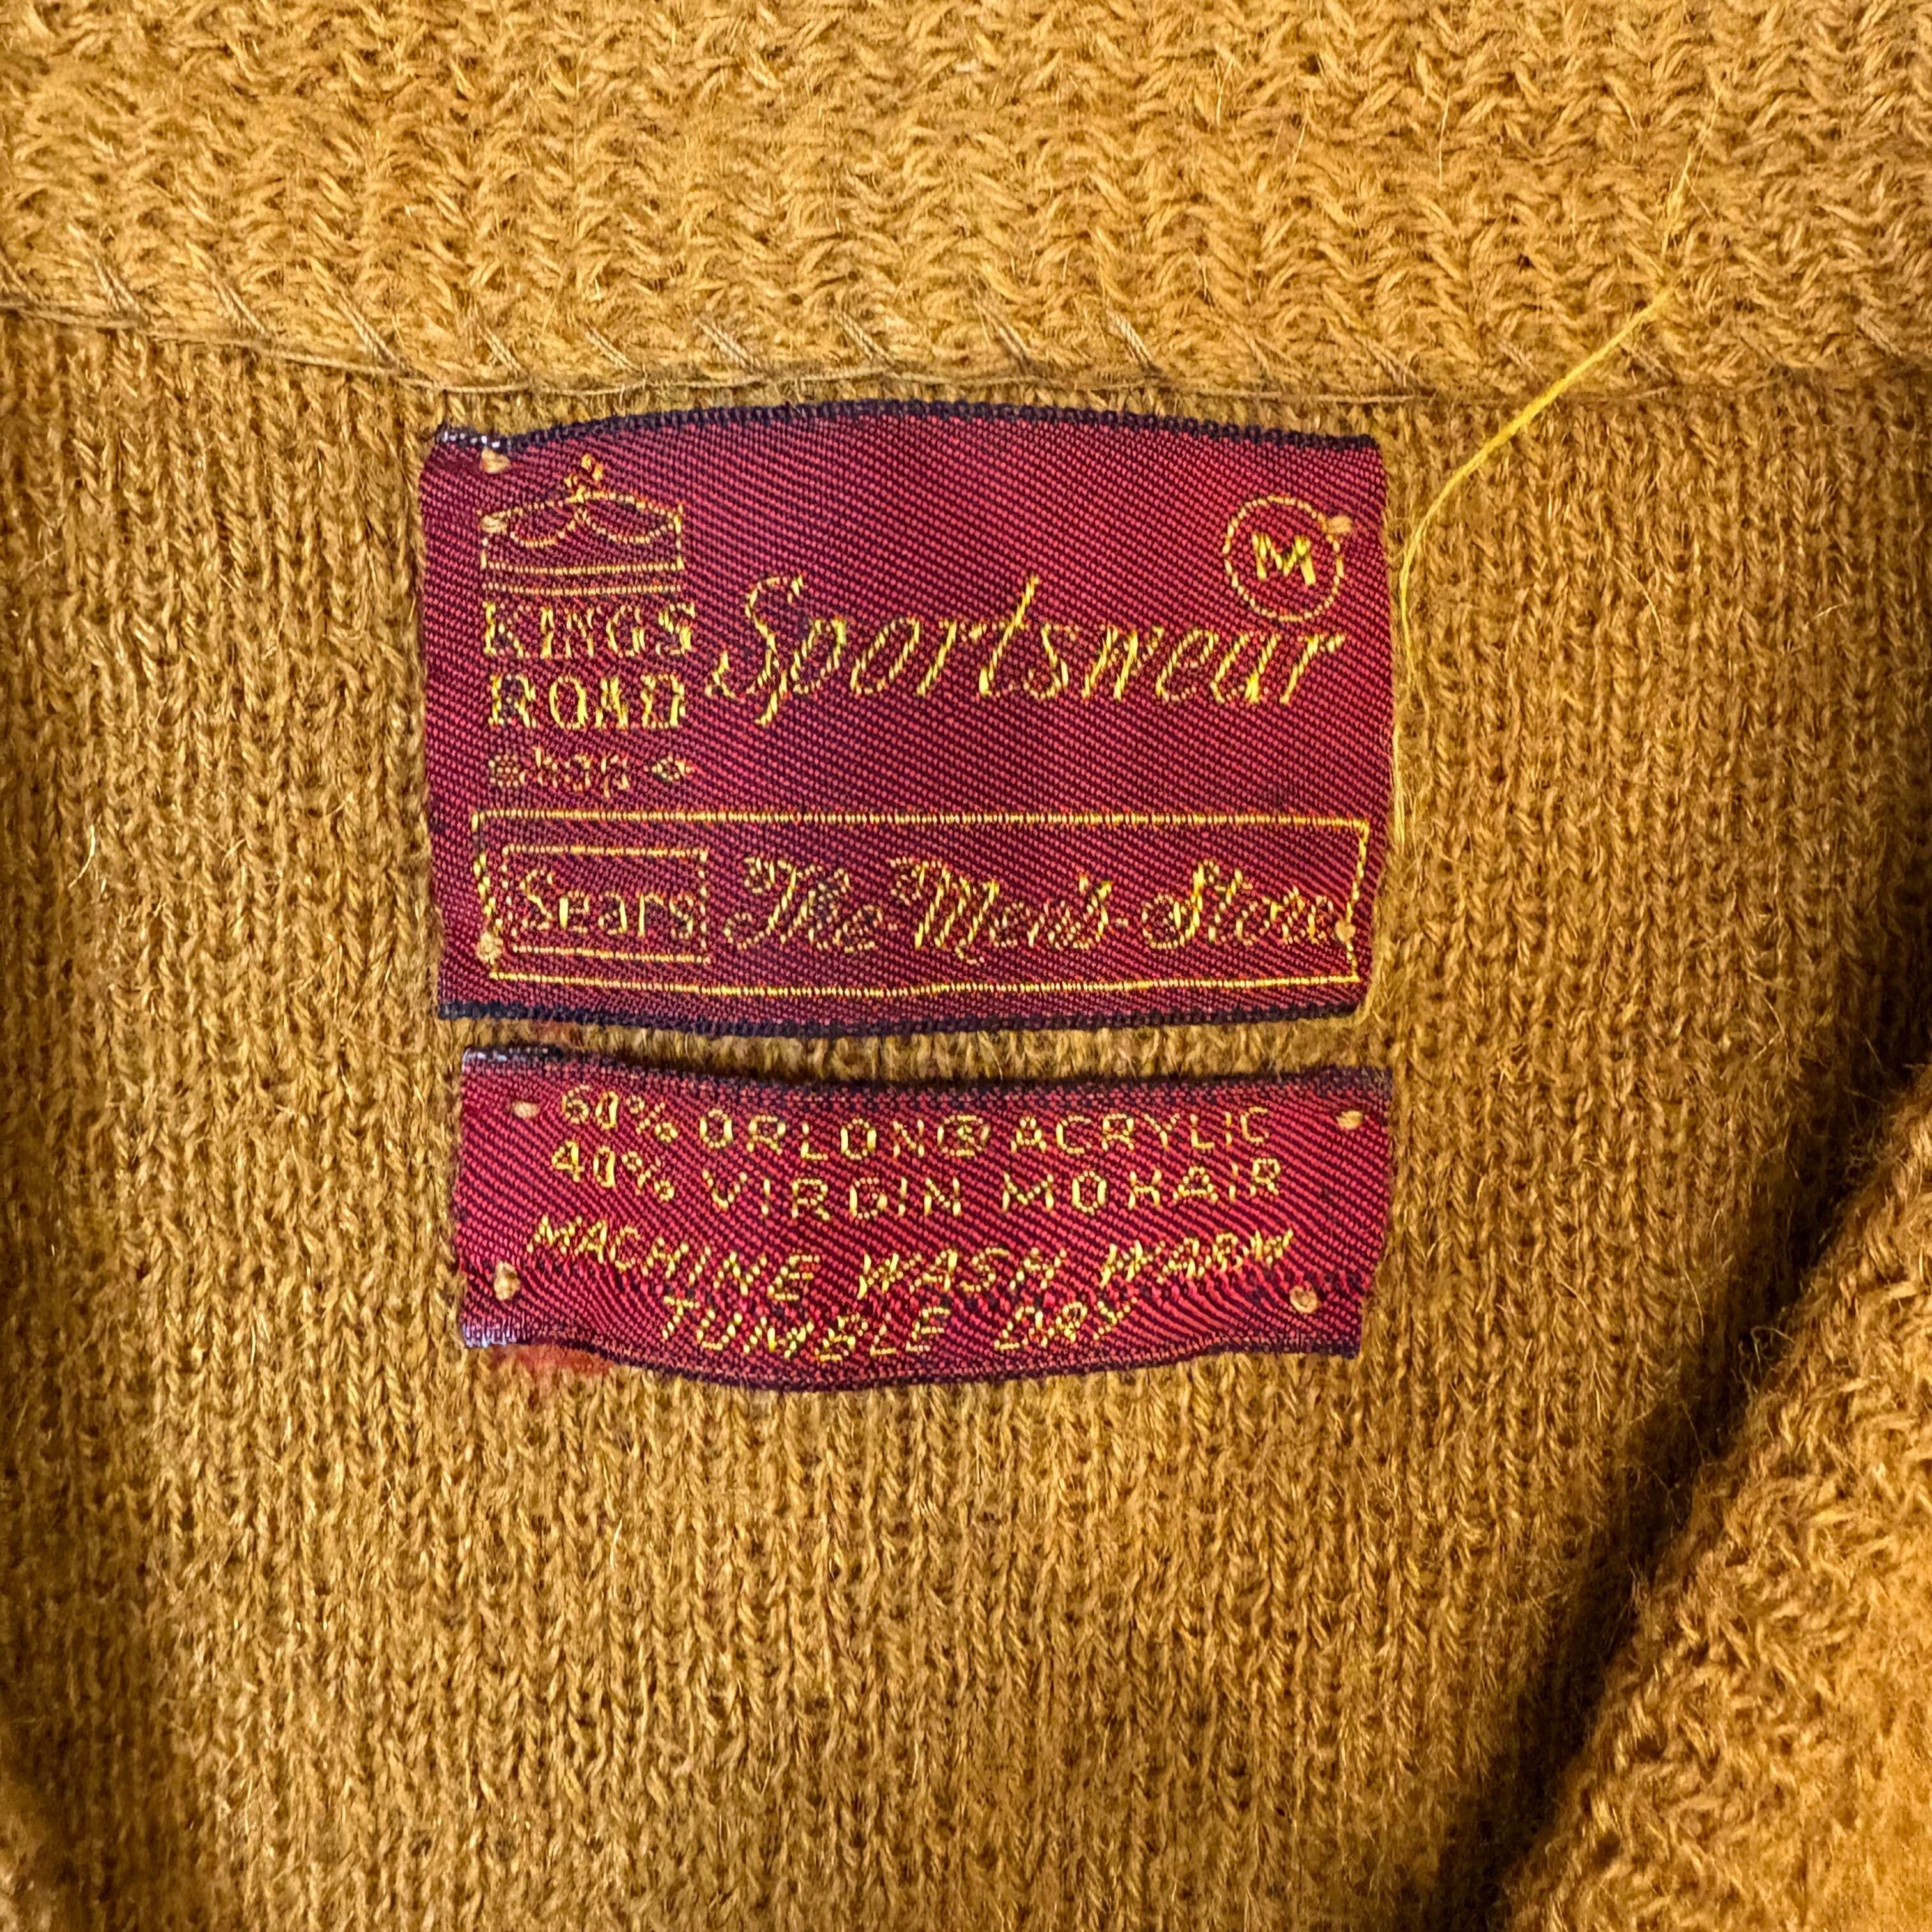 M
KINGS
ROAD
Shop
Sportswear
Sears The Men's Store
60% ORLON® ACRYLIC
40% VIRGIN MOHAIR
MACHINE WASH WARM
TUMBLE DRY